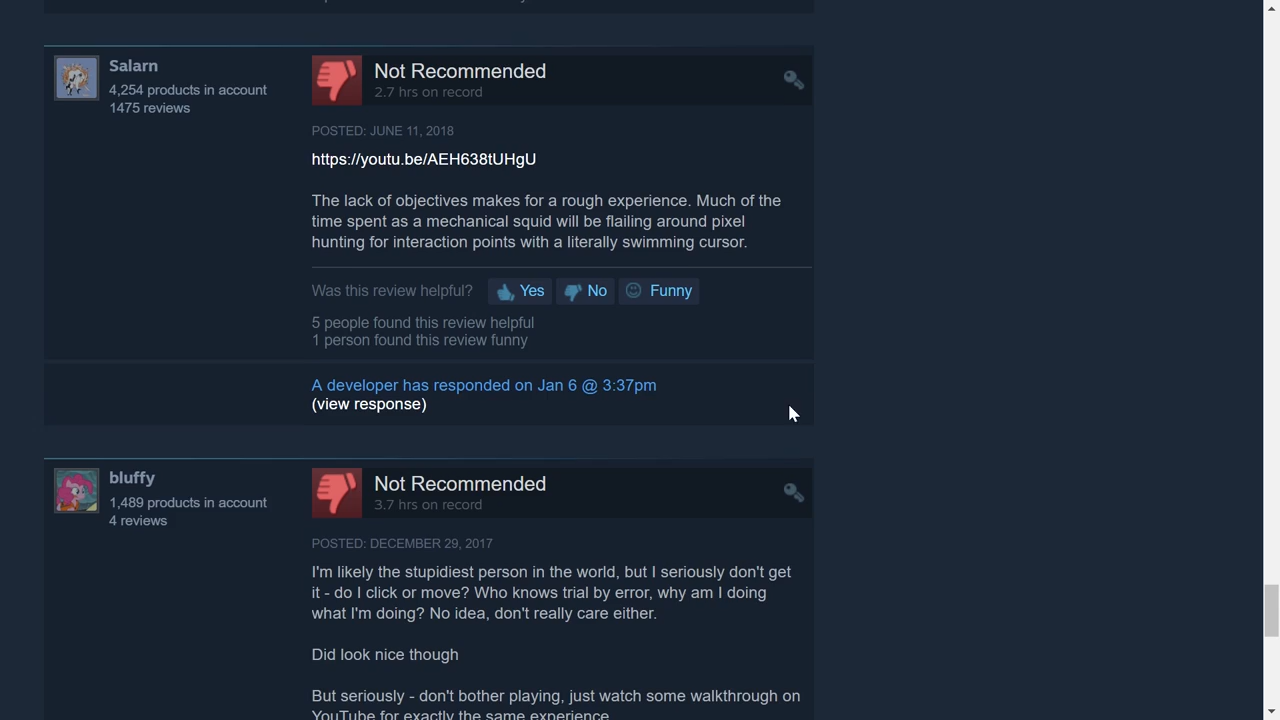 Salarn
4,254 products in account
1475 reviews
Not Recommended
2.7 hrs on record
POSTED: JUNE 11, 2018
https://youtu.be/AEH638tUHgU
The lack of objectives makes for a rough experience. Much of the
time spent as a mechanical squid will be flailing around pixel
hunting for interaction points with a literally swimming cursor.
Was this review helpful? Yes No Funny
5 people found this review helpful
1 person found this review funny
A developer has responded on Jan 6 @ 3:37pm
(view response)
bluffy
1,489 products in account
4 reviews
Not Recommended
3.7 hrs on record
POSTED: DECEMBER 29, 2017
I'm likely the stupidiest person in the world, but I seriously don't get
it - do I click or move? Who knows trial by error, why am I doing
what I'm doing? No idea, don't really care either.
Did look nice though
But seriously - don't bother playing, just watch some walkthrough on
YouTube for exactly the same experience.